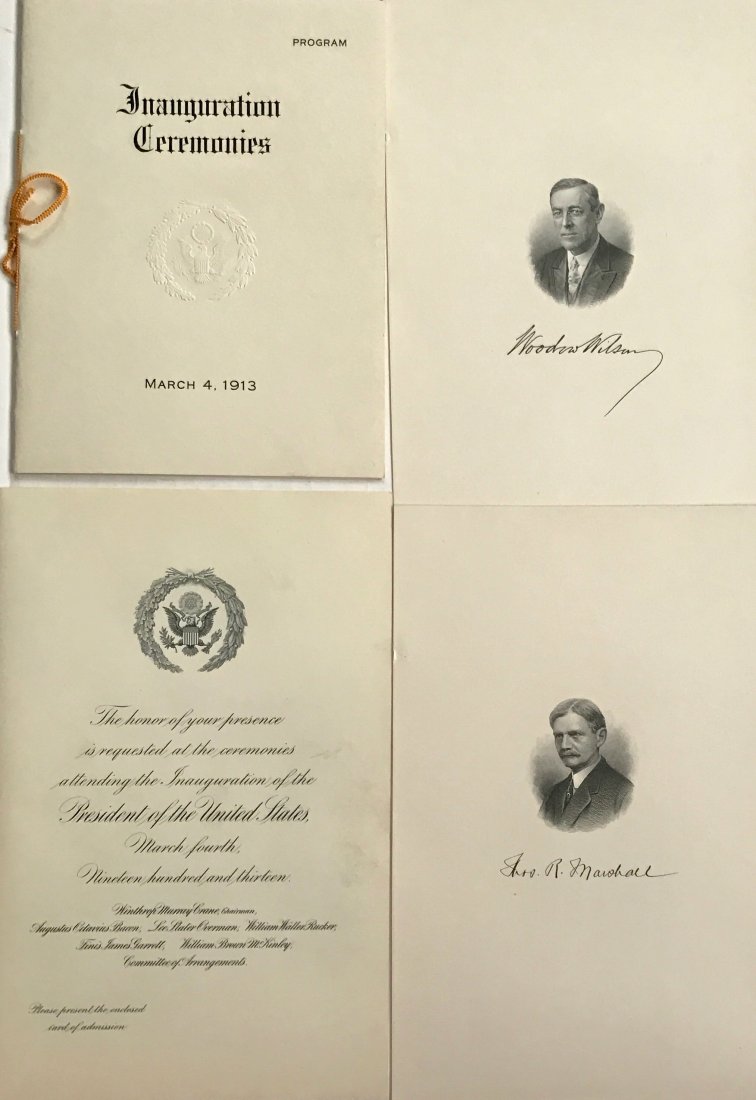 PROGRAM
Inauguration
Ceremonies
MARCH 4, 1913
Woodrow Wilson
The honor of your presence
is requested at the ceremonies
attending the Inauguration of the
President of the United States,
March fourth,
Nineteen hundred and thirteen.
Winthrop Murray Crane, Chairman,
Augustus Octavius Bacon, Lee Slater Overman, William Waller Rucker,
Finis James Garrett, William Brown McKinley,
Committee of Arrangements.
Please present the enclosed
card of admission
Thos. R. Marshall